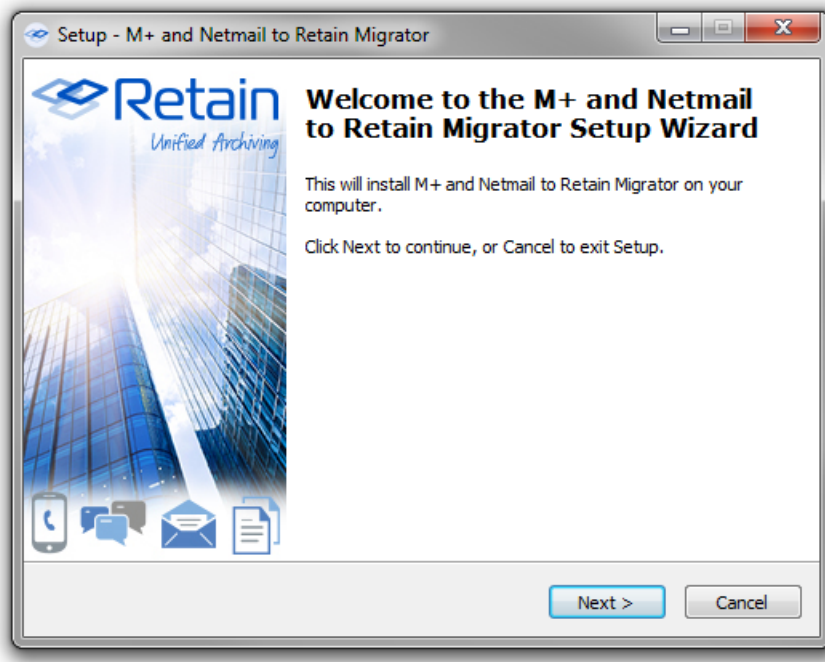 Setup - M+ and Netmail to Retain Migrator
Retain
Unified Archiving
Welcome to the M+ and Netmail
to Retain Migrator Setup Wizard
This will install M+ and Netmail to Retain Migrator on your
computer.
Click Next to continue, or Cancel to exit Setup.
Next >
Cancel